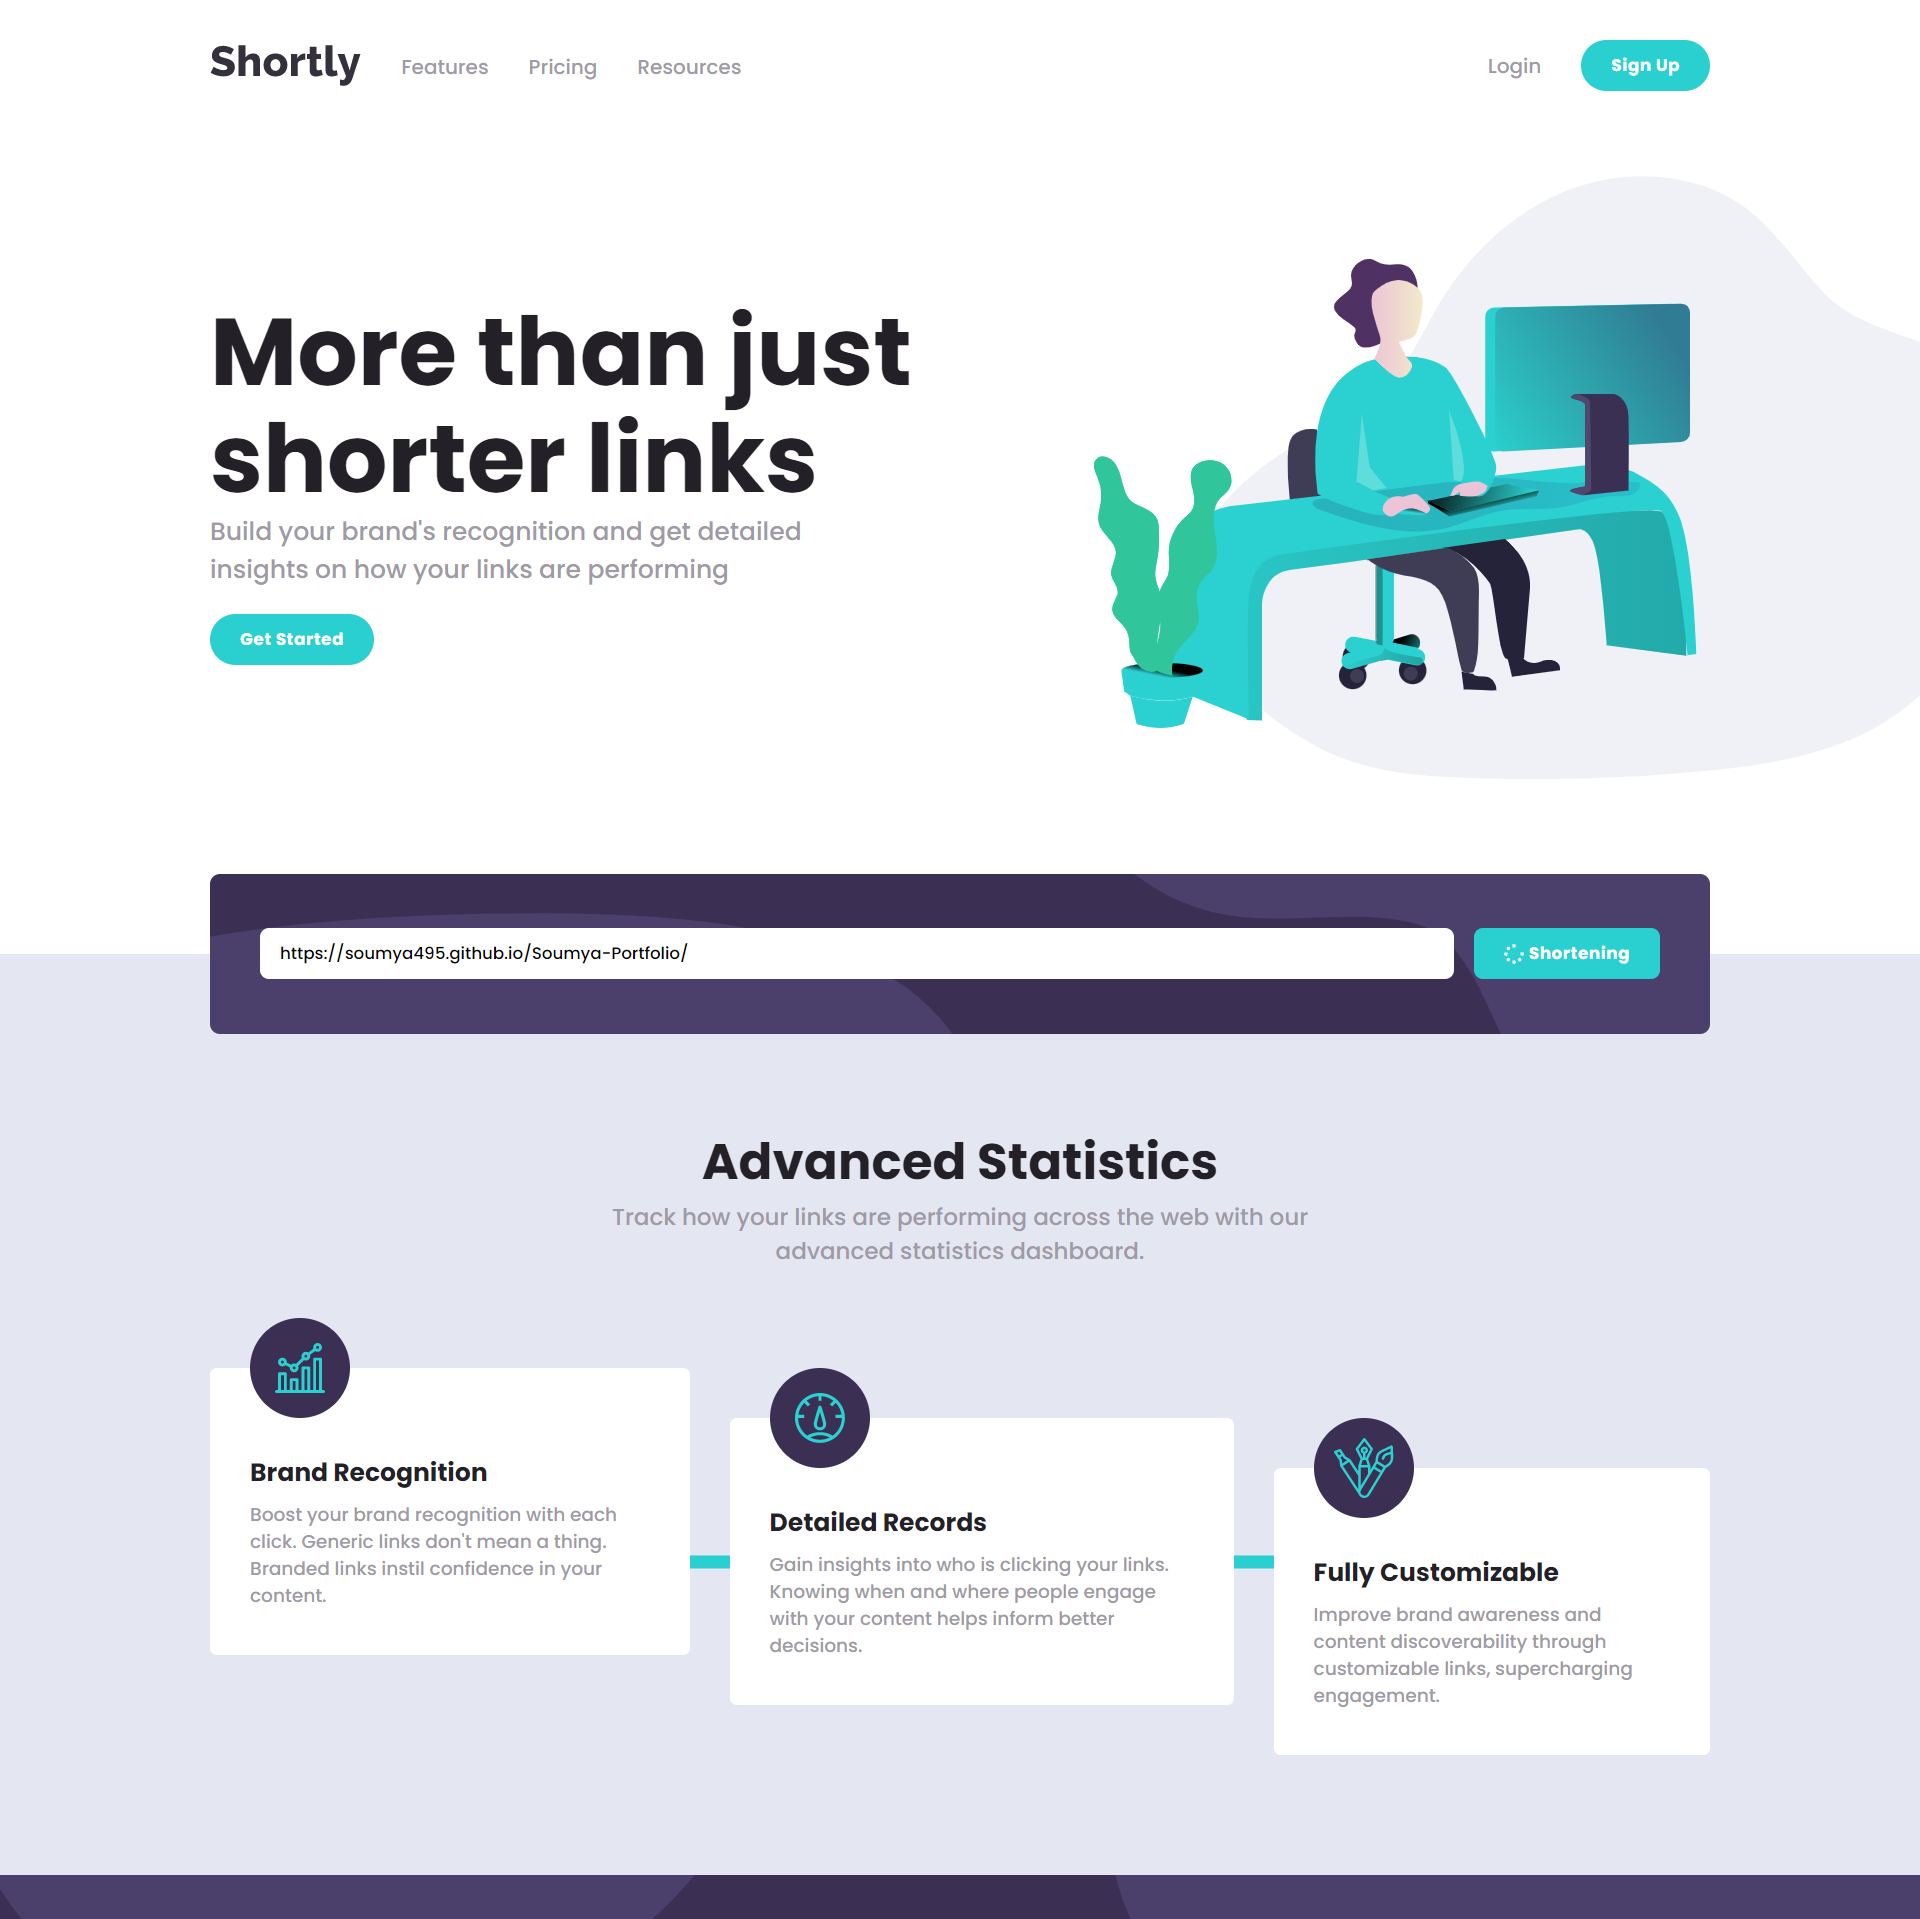 Shortly Features Pricing Resources Login Sign Up
More than just
shorter links
Build your brand's recognition and get detailed
insights on how your links are performing
Get Started
https://soumya495.github.io/Soumya-Portfolio/ Shortening
Advanced Statistics
Track how your links are performing across the web with our
advanced statistics dashboard.
Brand Recognition
Boost your brand recognition with each
click. Generic links don't mean a thing.
Branded links instil confidence in your
content.
Detailed Records
Gain insights into who is clicking your links.
Knowing when and where people engage
with your content helps inform better
decisions.
Fully Customizable
Improve brand awareness and
content discoverability through
customizable links, supercharging
engagement.